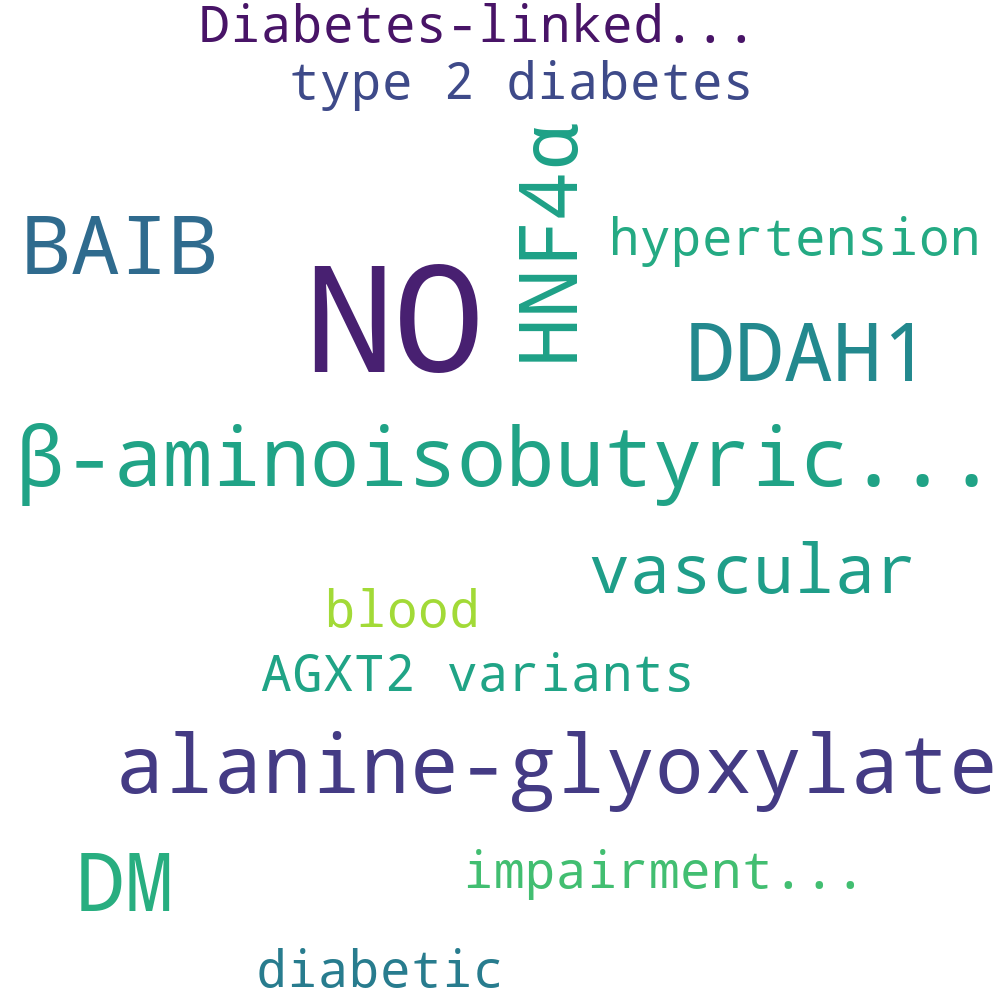 Diabetes-linked...
type 2 diabetes
HNF4α
BAIB
hypertension
NO
DDAH1
β-aminoisobutyric...
vascular
blood
AGXT2 variants
alanine-glyoxylate
DM
impairment...
diabetic